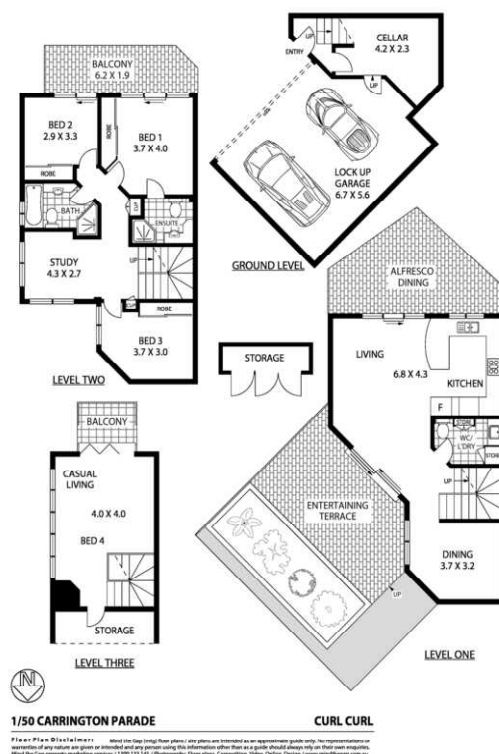 BALCONY
6.2 X 1.9
BED 2
2.9 X 3.3
ROBE
BED 1
3.7 X 4.0
ROBE
BATH
CUP
ENSUITE
STUDY
4.3 X 2.7
UP
ROBE
BED 3
3.7 X 3.0
LEVEL TWO
UP
CELLAR
4.2 X 2.3
ENTRY
UP
LOCK UP
GARAGE
6.7 X 5.6
GROUND LEVEL
ALFRESCO
DINING
LIVING
6.8 X 4.3
KITCHEN
F
STORE
WC/
L'DRY
STORE
UP
STORAGE
ENTERTAINING
TERRACE
DINING
3.7 X 3.2
UP
LEVEL ONE
BALCONY
CASUAL
LIVING
4.0 X 4.0
BED 4
STORAGE
LEVEL THREE
N
1/50 CARRINGTON PARADE
CURL CURL
Floor Plan Disclaimer: